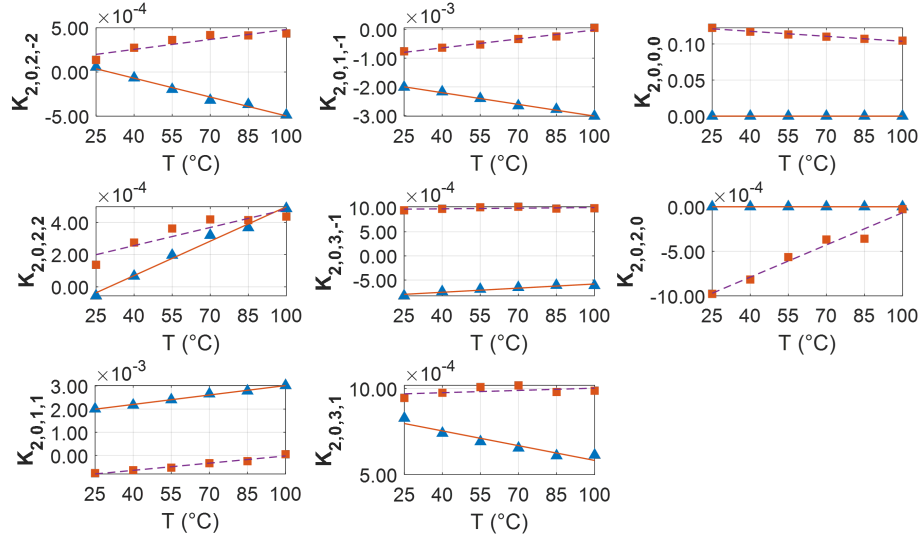 ×10⁻⁴
5.00
0.00
-5.00
25 40 55 70 85 100
T (°C)
K2,0,2,-2
×10⁻³
0.00
-1.00
-2.00
-3.00
25 40 55 70 85 100
T (°C)
K2,0,1,-1
0.10
0.05
0.00
25 40 55 70 85 100
T (°C)
K2,0,0,0
×10⁻⁴
4.00
2.00
0.00
25 40 55 70 85 100
T (°C)
K2,0,2,2
×10⁻⁴
10.00
5.00
0.00
-5.00
25 40 55 70 85 100
T (°C)
K2,0,3,-1
×10⁻⁴
0.00
-5.00
-10.00
25 40 55 70 85 100
T (°C)
K2,0,2,0
×10⁻³
3.00
2.00
1.00
0.00
25 40 55 70 85 100
T (°C)
K2,0,1,1
×10⁻⁴
10.00
5.00
25 40 55 70 85 100
T (°C)
K2,0,3,1